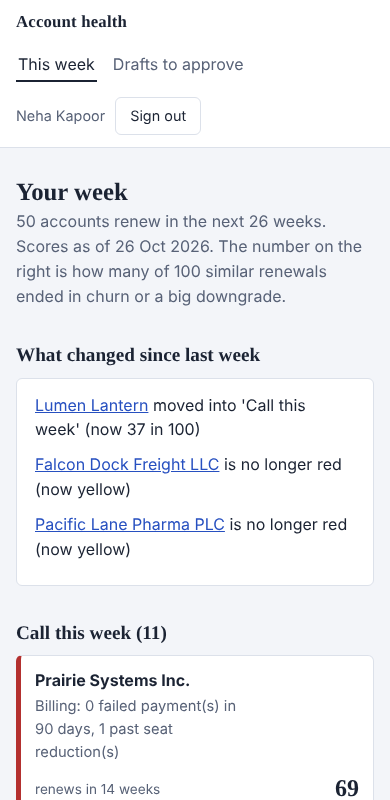 Account health
This week Drafts to approve
Neha Kapoor Sign out
Your week
50 accounts renew in the next 26 weeks.
Scores as of 26 Oct 2026. The number on the
right is how many of 100 similar renewals
ended in churn or a big downgrade.
What changed since last week
Lumen Lantern moved into 'Call this
week' (now 37 in 100)
Falcon Dock Freight LLC is no longer red
(now yellow)
Pacific Lane Pharma PLC is no longer red
(now yellow)
Call this week (11)
Prairie Systems Inc.
Billing: 0 failed payment(s) in
90 days, 1 past seat
reduction(s)
renews in 14 weeks 69